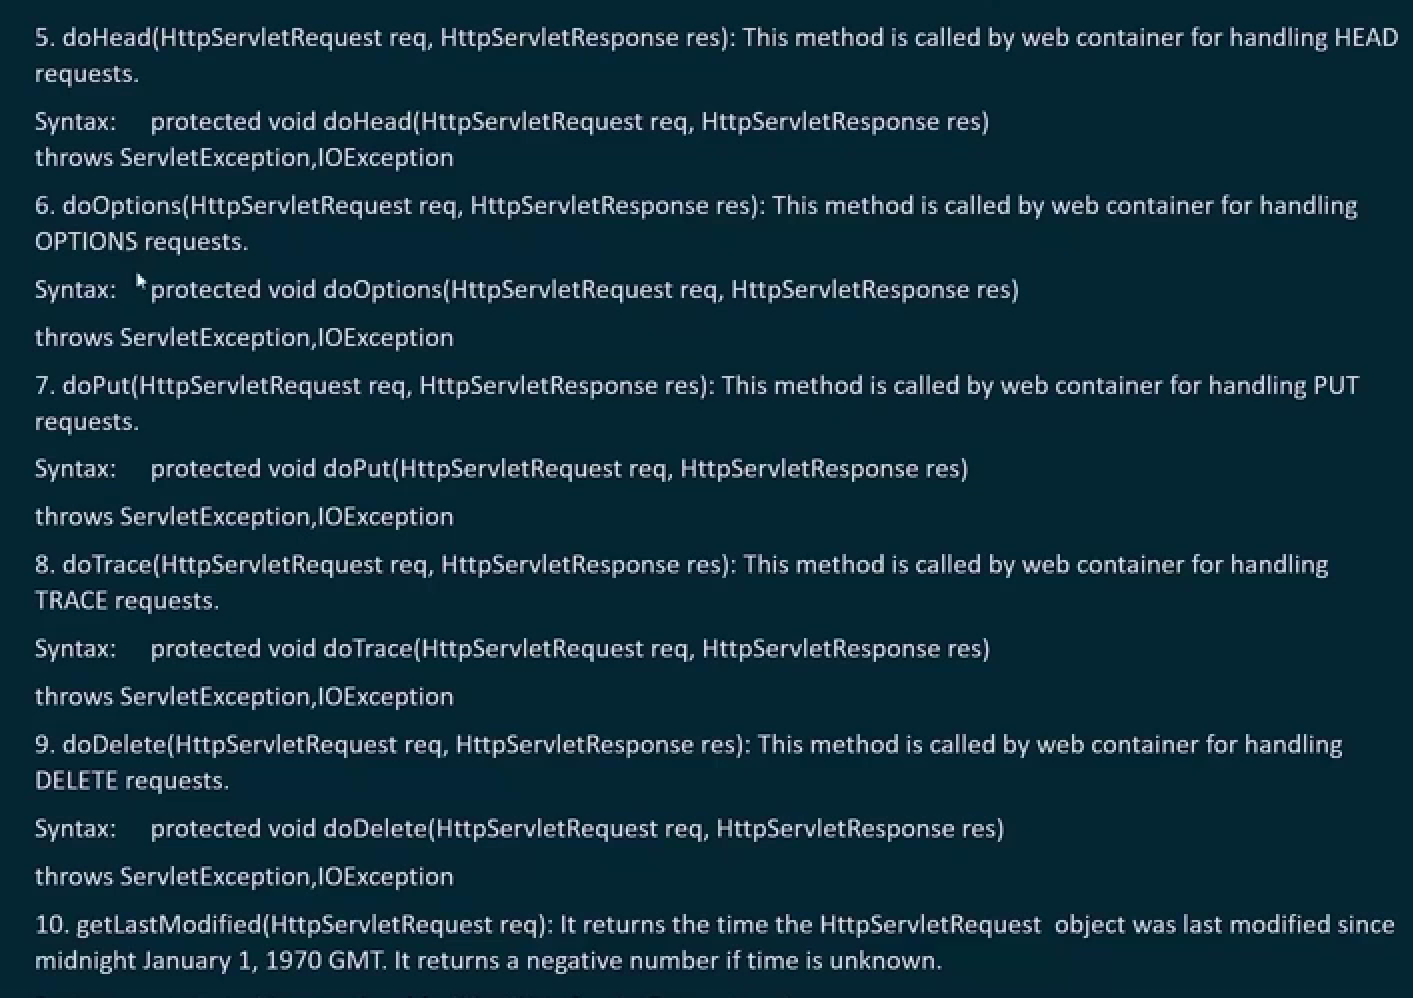 5. doHead(HttpServletRequest req, HttpServletResponse res): This method is called by web container for handling HEAD
requests.
Syntax: protected void doHead(HttpServletRequest req, HttpServletResponse res)
throws ServletException,IOException
6. doOptions(HttpServletRequest req, HttpServletResponse res): This method is called by web container for handling
OPTIONS requests.
Syntax: protected void doOptions(HttpServletRequest req, HttpServletResponse res)
throws ServletException,IOException
7. doPut(HttpServletRequest req, HttpServletResponse res): This method is called by web container for handling PUT
requests.
Syntax: protected void doPut(HttpServletRequest req, HttpServletResponse res)
throws ServletException,IOException
8. doTrace(HttpServletRequest req, HttpServletResponse res): This method is called by web container for handling
TRACE requests.
Syntax: protected void doTrace(HttpServletRequest req, HttpServletResponse res)
throws ServletException,IOException
9. doDelete(HttpServletRequest req, HttpServletResponse res): This method is called by web container for handling
DELETE requests.
Syntax: protected void doDelete(HttpServletRequest req, HttpServletResponse res)
throws ServletException,IOException
10. getLastModified(HttpServletRequest req): It returns the time the HttpServletRequest object was last modified since
midnight January 1, 1970 GMT. It returns a negative number if time is unknown.